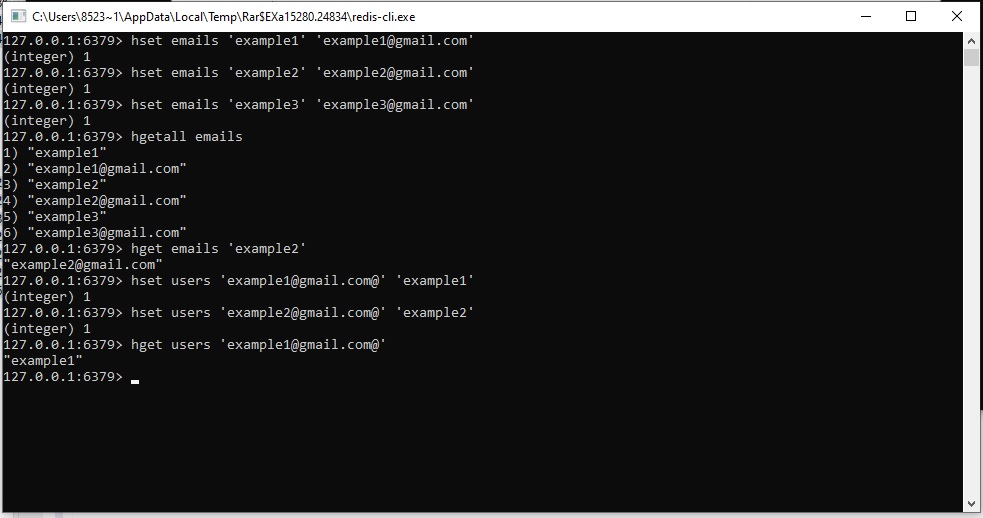 C:\Users\8523~1\AppData\Local\Temp\Rar$EXa15280.24834\redis-cli.exe
127.0.0.1:6379> hset emails 'example1' 'example1@gmail.com'
(integer) 1
127.0.0.1:6379> hset emails 'example2' 'example2@gmail.com'
(integer) 1
127.0.0.1:6379> hset emails 'example3' 'example3@gmail.com'
(integer) 1
127.0.0.1:6379> hgetall emails
1) "example1"
2) "example1@gmail.com"
3) "example2"
4) "example2@gmail.com"
5) "example3"
6) "example3@gmail.com"
127.0.0.1:6379> hget emails 'example2'
"example2@gmail.com"
127.0.0.1:6379> hset users 'example1@gmail.com@' 'example1'
(integer) 1
127.0.0.1:6379> hset users 'example2@gmail.com@' 'example2'
(integer) 1
127.0.0.1:6379> hget users 'example1@gmail.com@'
"example1"
127.0.0.1:6379>